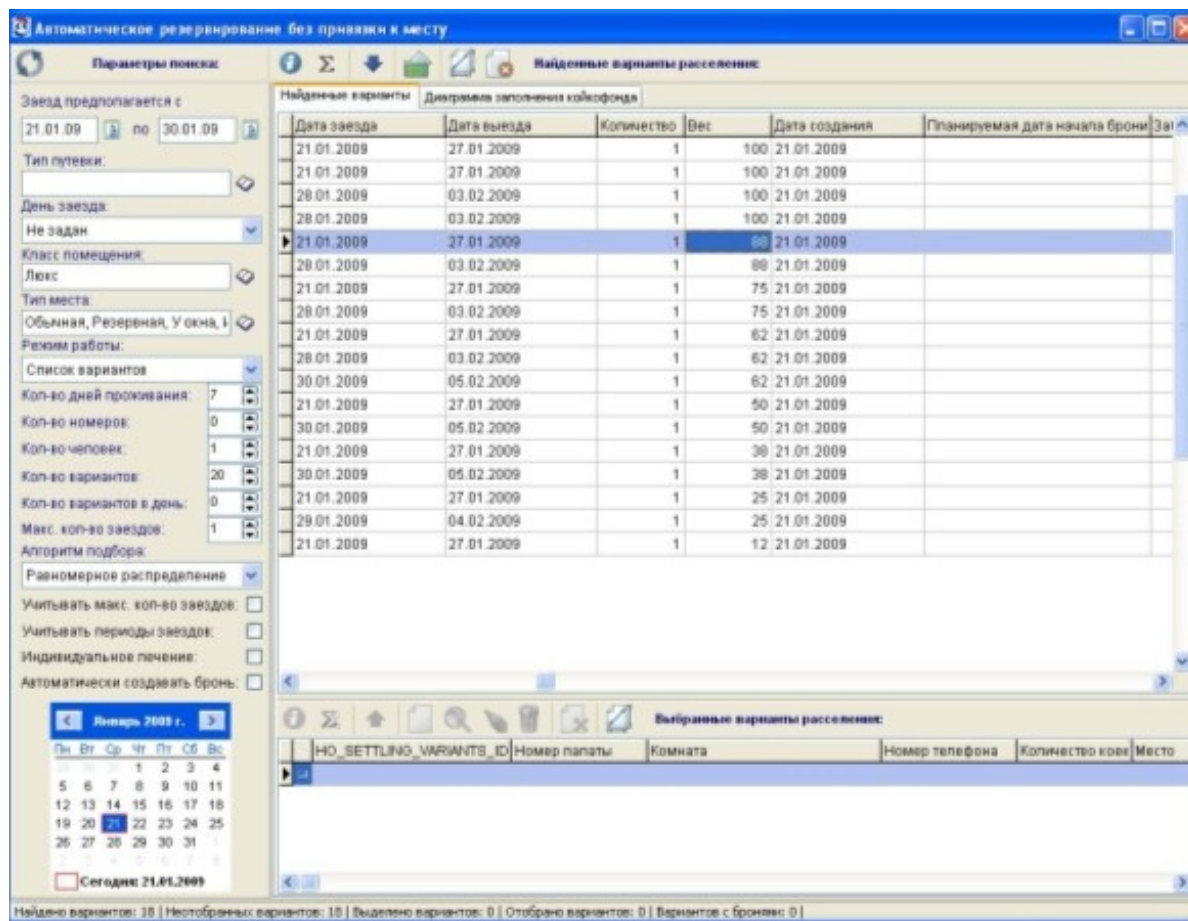 Автоматическое резервирование без привязки к месту
Параметры поиска:
Заезд предполагается с
21.01.09 по 30.01.09
Тип путевки:
День заезда:
Не задан
Класс помещения:
Люкс
Тип места:
Обычная, Резервная, У окна,
Режим работы:
Список вариантов
Кол-во дней проживания: 7
Кол-во номеров: 0
Кол-во человек: 1
Кол-во вариантов: 20
Кол-во вариантов в день: 0
Макс. кол-во заездов: 1
Алгоритм подбора:
Равномерное распределение
Учитывать макс. кол-во заездов:
Учитывать периоды заездов:
Индивидуальное лечение:
Автоматически создавать бронь:
Январь 2009 г.
Пн Вт Ср Чт Пт Сб Вс
1 2 3 4
5 6 7 8 9 10 11
12 13 14 15 16 17 18
19 20 21 22 23 24 25
26 27 28 29 30 31
Сегодня: 21.01.2009
Найденные варианты расселения:
Найденные варианты Диаграмма заполнения койкофонда
Дата заезда Дата выезда Количество Вес Дата создания Планируемая дата начала брони
21.01.2009 27.01.2009 1 100 21.01.2009
21.01.2009 27.01.2009 1 100 21.01.2009
28.01.2009 03.02.2009 1 100 21.01.2009
28.01.2009 03.02.2009 1 100 21.01.2009
21.01.2009 27.01.2009 1 88 21.01.2009
28.01.2009 03.02.2009 1 88 21.01.2009
21.01.2009 27.01.2009 1 75 21.01.2009
28.01.2009 03.02.2009 1 75 21.01.2009
21.01.2009 27.01.2009 1 62 21.01.2009
28.01.2009 03.02.2009 1 62 21.01.2009
30.01.2009 05.02.2009 1 62 21.01.2009
21.01.2009 27.01.2009 1 50 21.01.2009
30.01.2009 05.02.2009 1 50 21.01.2009
21.01.2009 27.01.2009 1 38 21.01.2009
30.01.2009 05.02.2009 1 38 21.01.2009
21.01.2009 27.01.2009 1 25 21.01.2009
29.01.2009 04.02.2009 1 25 21.01.2009
21.01.2009 27.01.2009 1 12 21.01.2009
Выбранные варианты расселения:
HO_SETTLING_VARIANTS_ID Номер палаты Комната Номер телефона Количество коек Место
Найдено вариантов: 18 | Неотобранных вариантов: 18 | Выделено вариантов: 0 | Отобрано вариантов: 0 | Вариантов с бронями: 0 |